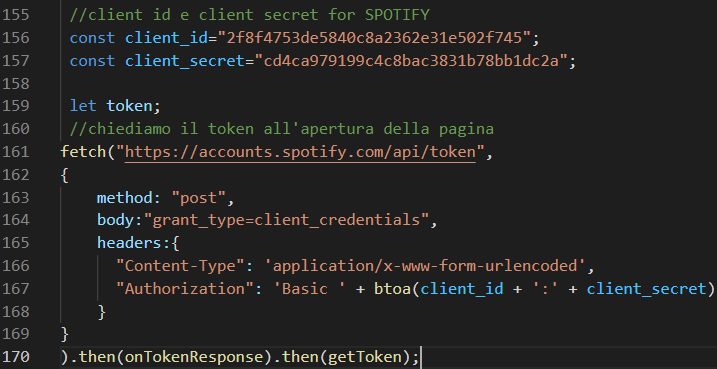 155 //client id e client secret for SPOTIFY
156 const client_id="2f8f4753de5840c8a2362e31e502f745";
157 const client_secret="cd4ca979199c4c8bac3831b78bb1dc2a";
158
159 let token;
160 //chiediamo il token all'apertura della pagina
161 fetch("https://accounts.spotify.com/api/token",
162 {
163 method: "post",
164 body:"grant_type=client_credentials",
165 headers:{
166 "Content-Type": 'application/x-www-form-urlencoded',
167 "Authorization": 'Basic ' + btoa(client_id + ':' + client_secret)
168 }
169 }
170 ).then(onTokenResponse).then(getToken);